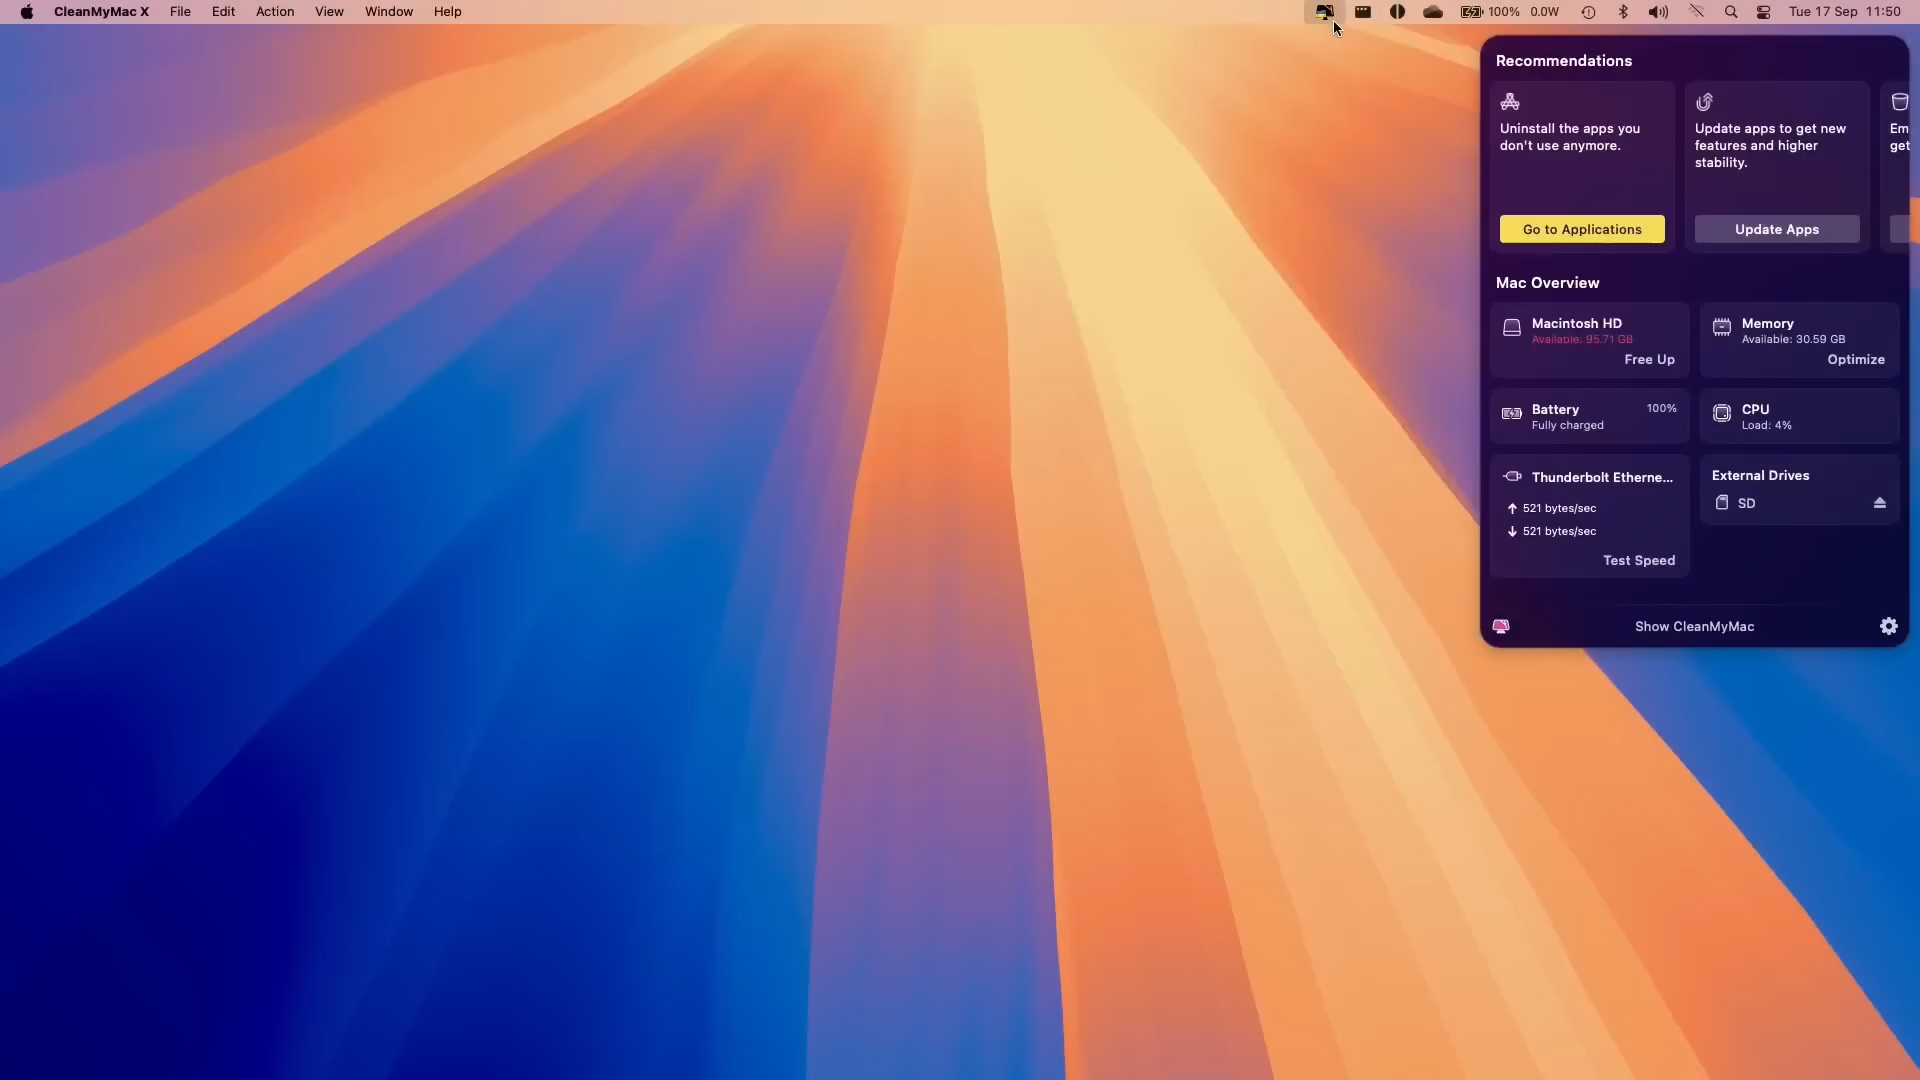 CleanMyMac X File Edit Action View Window Help 100% 0.0W Tue 17 Sep 11:50
Recommendations
Uninstall the apps you
don't use anymore.
Go to Applications
Update apps to get new
features and higher
stability.
Update Apps
Em
get
Mac Overview
Macintosh HD
Available: 95.71 GB
Free Up
Memory
Available: 30.59 GB
Optimize
Battery 100%
Fully charged
CPU
Load: 4%
Thunderbolt Etherne...
521 bytes/sec
521 bytes/sec
Test Speed
External Drives
SD
Show CleanMyMac